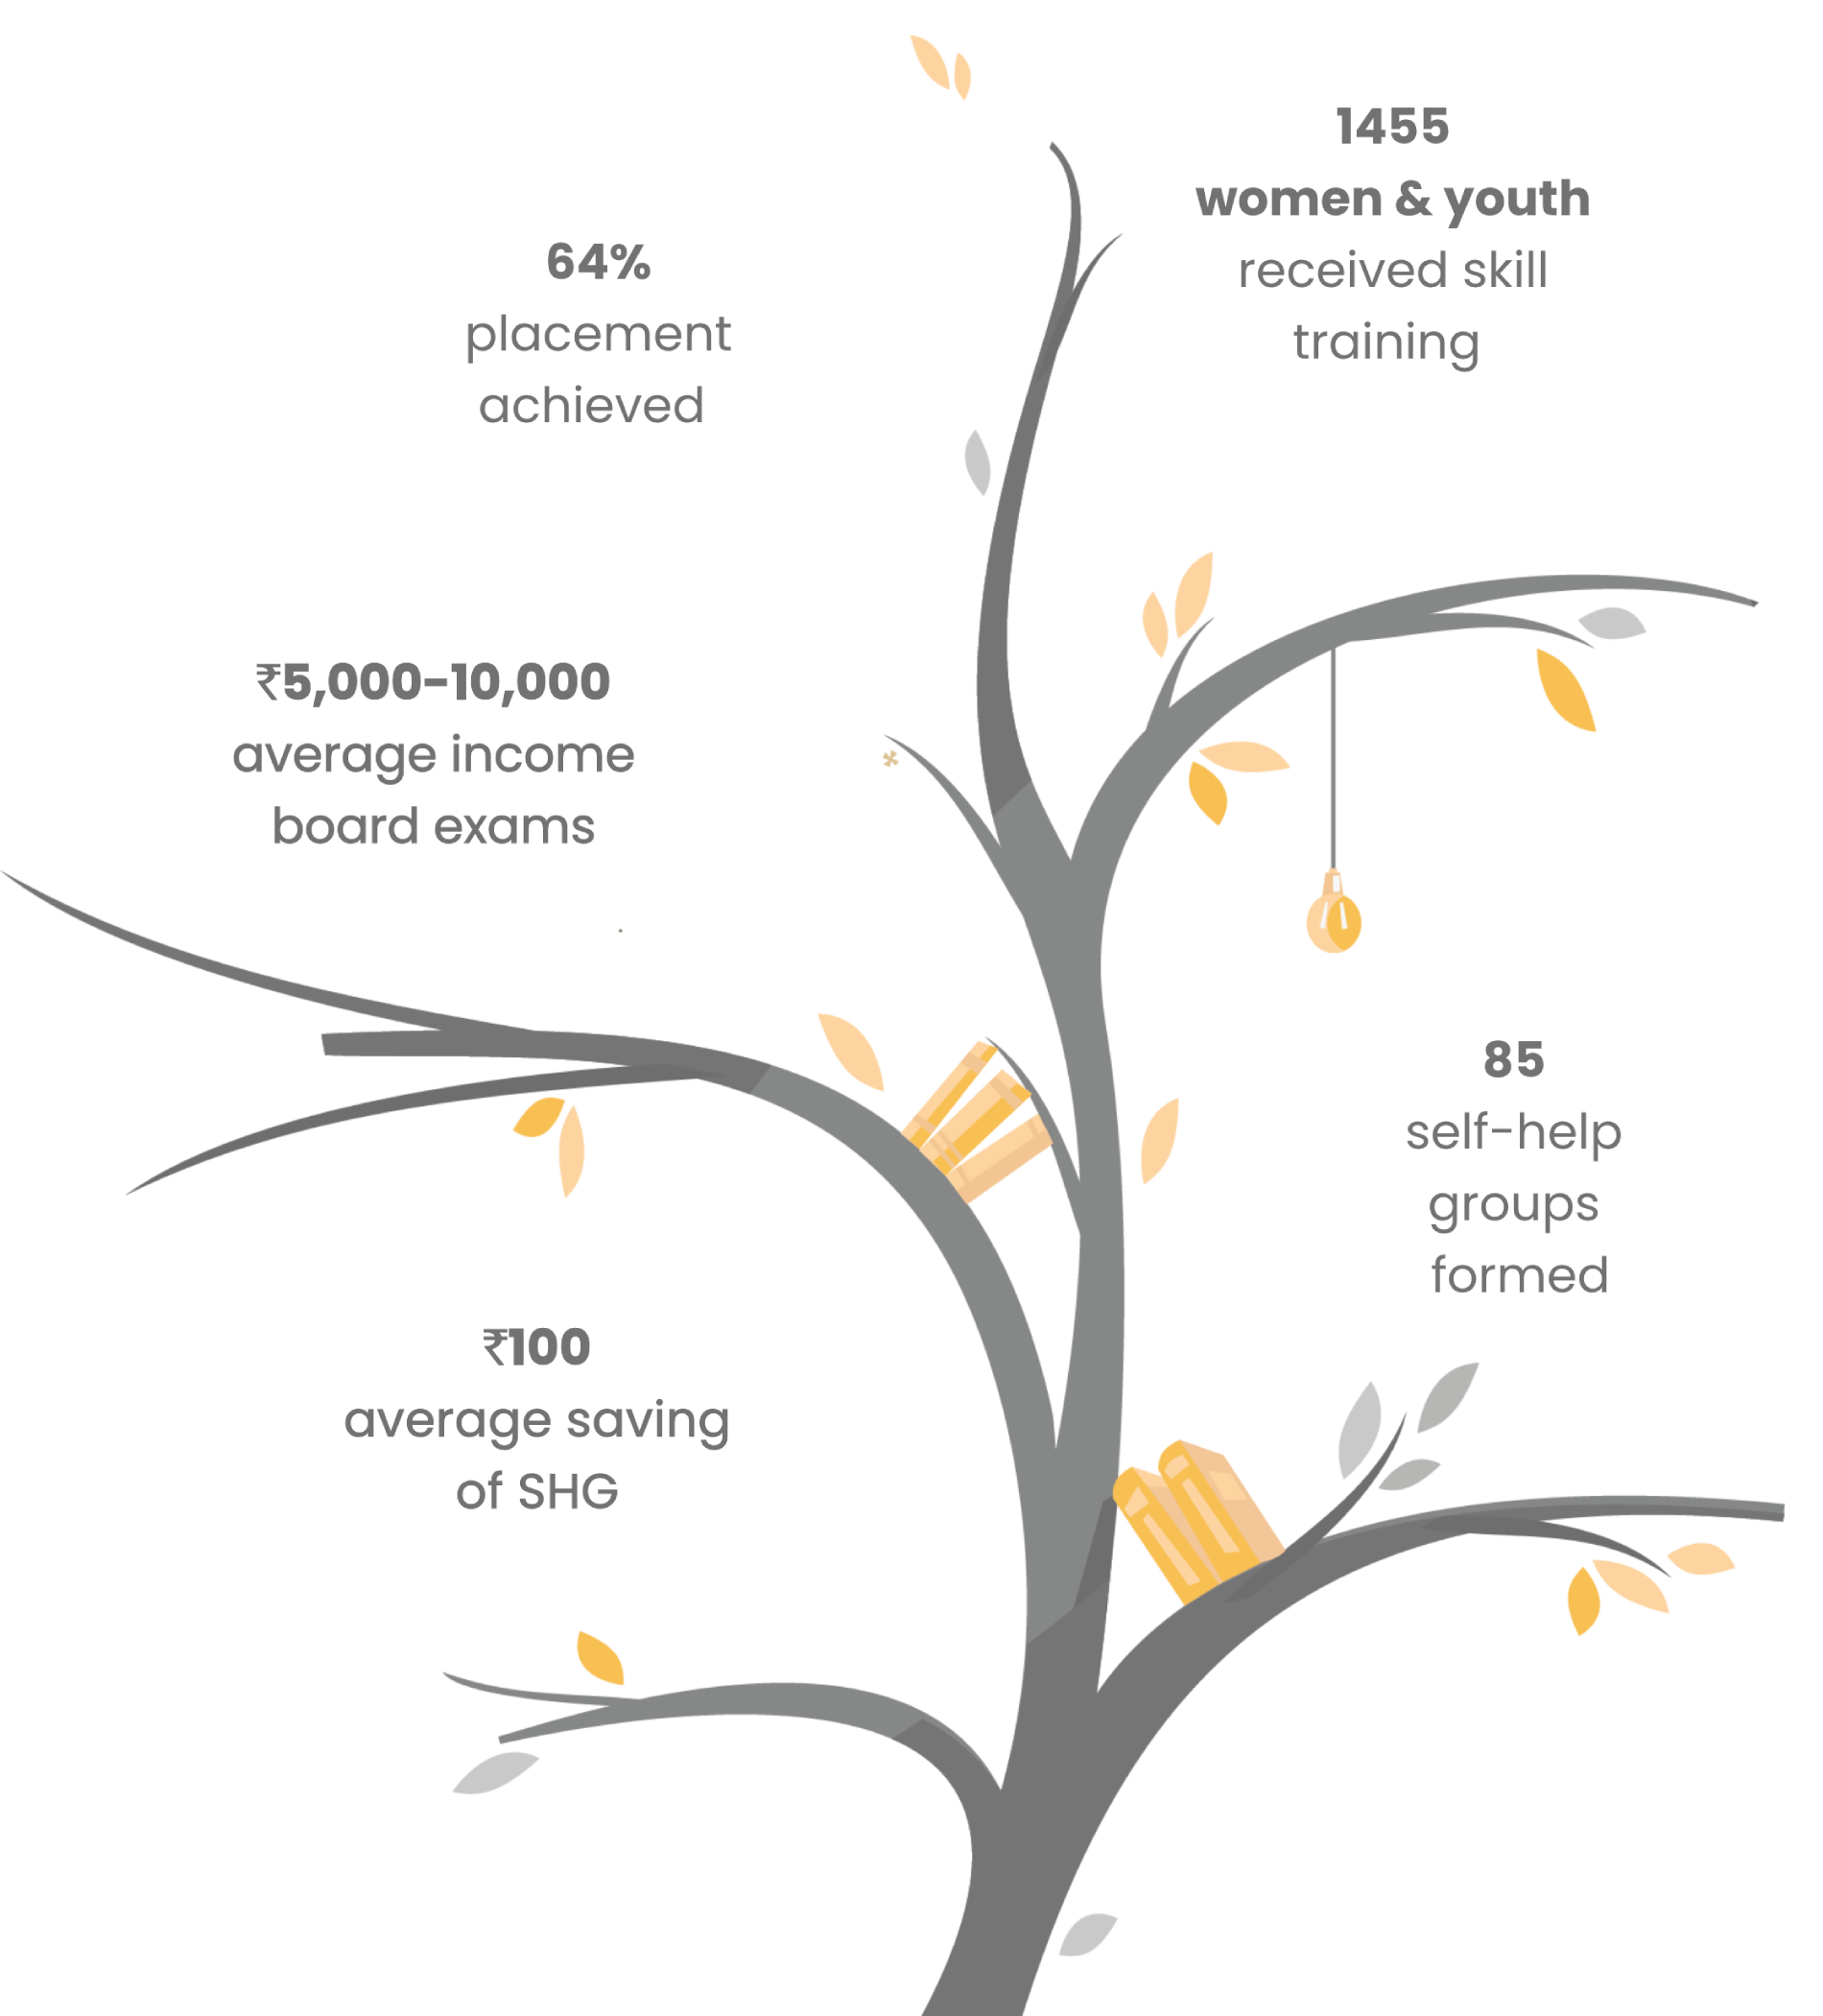 1455
women & youth
received skill
training
64%
placement
achieved
₹5,000-10,000
average income
board exams
*
.
85
self-help
groups
formed
₹100
average saving
of SHG